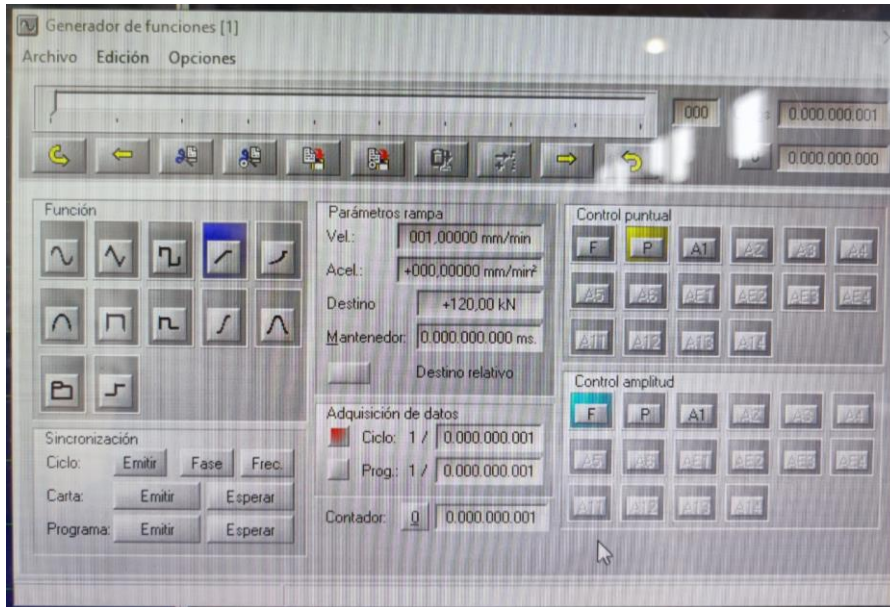 Generador de funciones [1]
Archivo Edición Opciones
000 0.000.000.001
0 0.000.000.000
Función
Parámetros rampa
Vel.: 001,00000 mm/min
Acel.: +000,00000 mm/min²
Destino +120,00 kN
Mantenedor: 0.000.000.000 ms.
Destino relativo
Control puntual
F P A1 A2 A3 A4
A5 A6 AE1 AE2 AE3 AE4
A11 A12 A13 A14
Sincronización
Ciclo: Emitir Fase Frec.
Carta: Emitir Esperar
Programa: Emitir Esperar
Adquisición de datos
Ciclo: 1 / 0.000.000.001
Prog.: 1 / 0.000.000.001
Contador: 0 0.000.000.001
Control amplitud
F P A1 A2 A3 A4
A5 A6 AE1 AE2 AE3 AE4
A11 A12 A13 A14